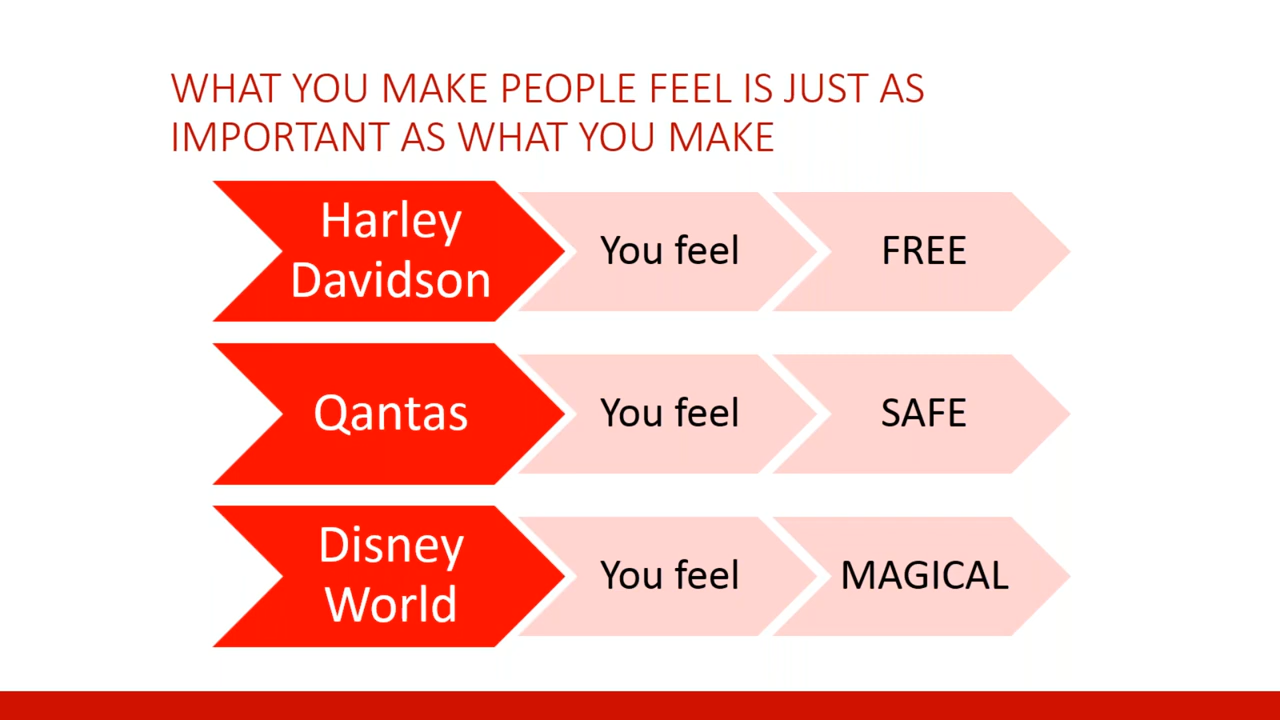 WHAT YOU MAKE PEOPLE FEEL IS JUST AS
IMPORTANT AS WHAT YOU MAKE
Harley
Davidson
You feel
FREE
Qantas
You feel
SAFE
Disney
World
You feel
MAGICAL